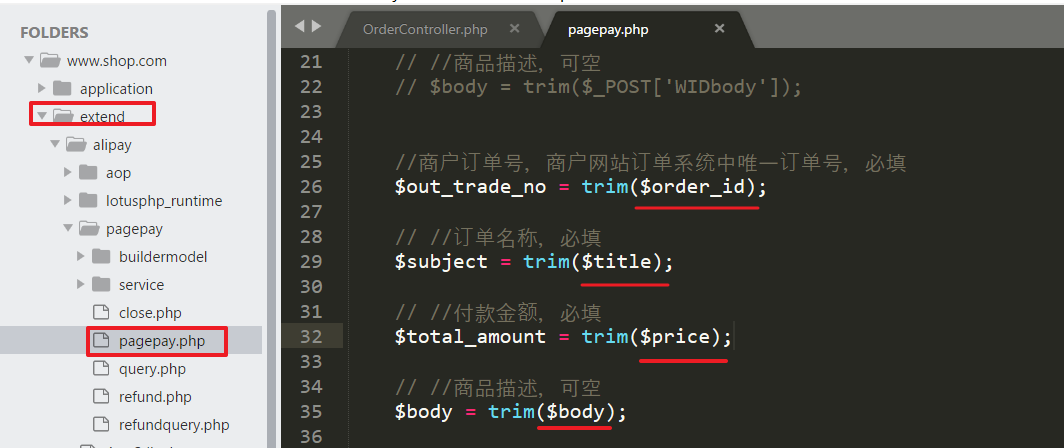 FOLDERS
www.shop.com
application
extend
alipay
aop
lotusphp_runtime
pagepay
buildermodel
service
close.php
pagepay.php
query.php
refund.php
refundquery.php
OrderController.php ×
pagepay.php ×
21 // //商品描述，可空
22 // $body = trim($_POST['WIDbody']);
23
24
25 //商户订单号，商户网站订单系统中唯一订单号，必填
26 $out_trade_no = trim($order_id);
27
28 // //订单名称，必填
29 $subject = trim($title);
30
31 // //付款金额，必填
32 $total_amount = trim($price);
33
34 // //商品描述，可空
35 $body = trim($body);
36